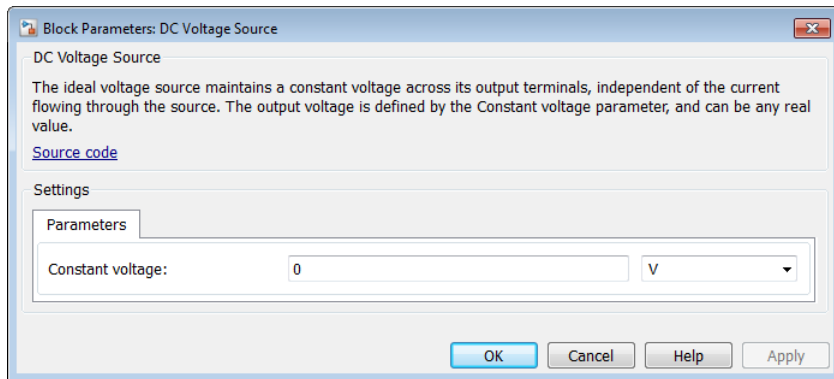 Block Parameters: DC Voltage Source
DC Voltage Source
The ideal voltage source maintains a constant voltage across its output terminals, independent of the current
flowing through the source. The output voltage is defined by the Constant voltage parameter, and can be any real
value.
Source code
Settings
Parameters
Constant voltage: 0 V
OK Cancel Help Apply